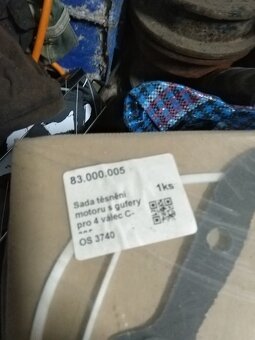 83.000.005
1ks
Sada těsnění
motoru s gufery
pro 4 válec C-
OS 3740